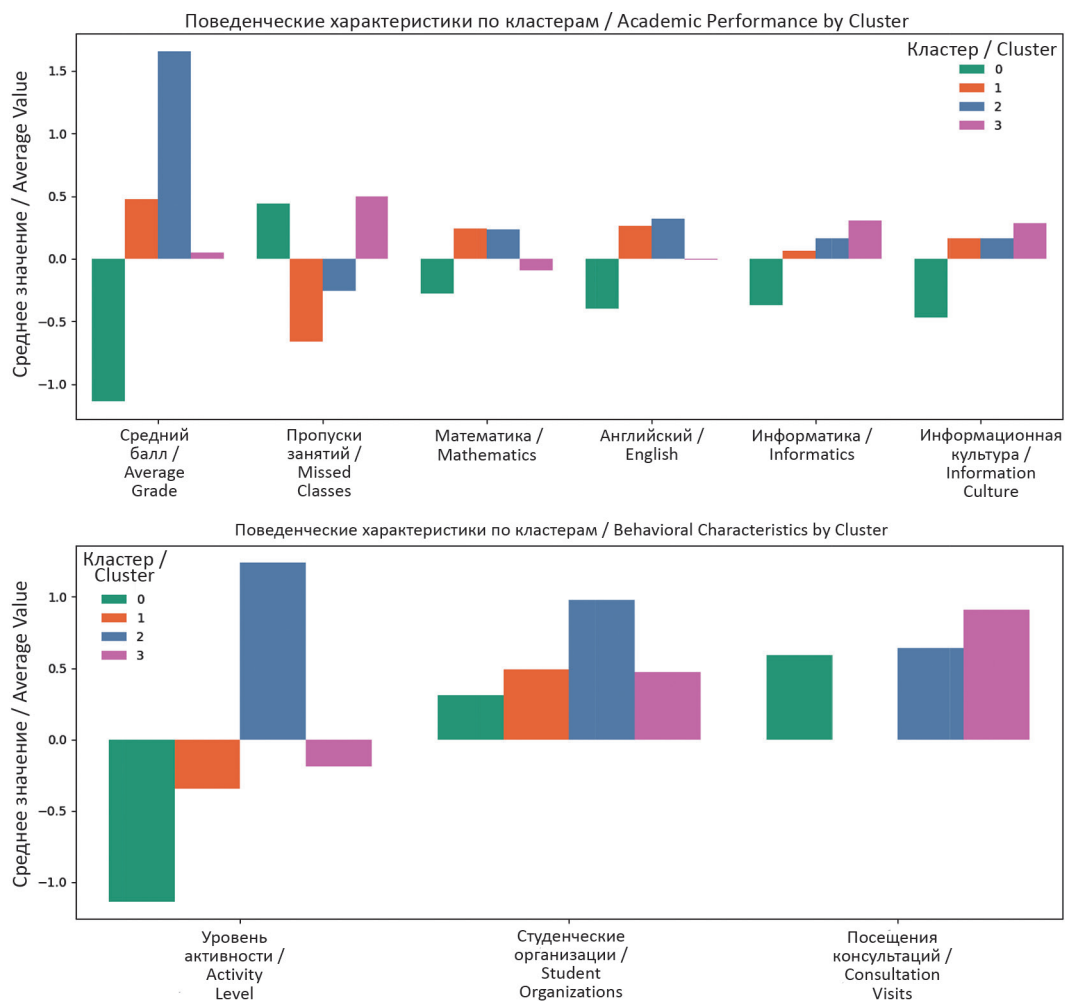 Поведенческие характеристики по кластерам / Academic Performance by Cluster
Среднее значение / Average Value
1.5
1.0
0.5
0.0
−0.5
−1.0
Кластер / Cluster
0
1
2
3
Средний
балл /
Average
Grade
Пропуски
занятий /
Missed
Classes
Математика /
Mathematics
Английский /
English
Информатика /
Informatics
Информационная
культура /
Information
Culture
Поведенческие характеристики по кластерам / Behavioral Characteristics by Cluster
Среднее значение / Average Value
1.0
0.5
0.0
−0.5
−1.0
Кластер /
Cluster
0
1
2
3
Уровень
активности /
Activity
Level
Студенческие
организации /
Student
Organizations
Посещения
консультаций /
Consultation
Visits